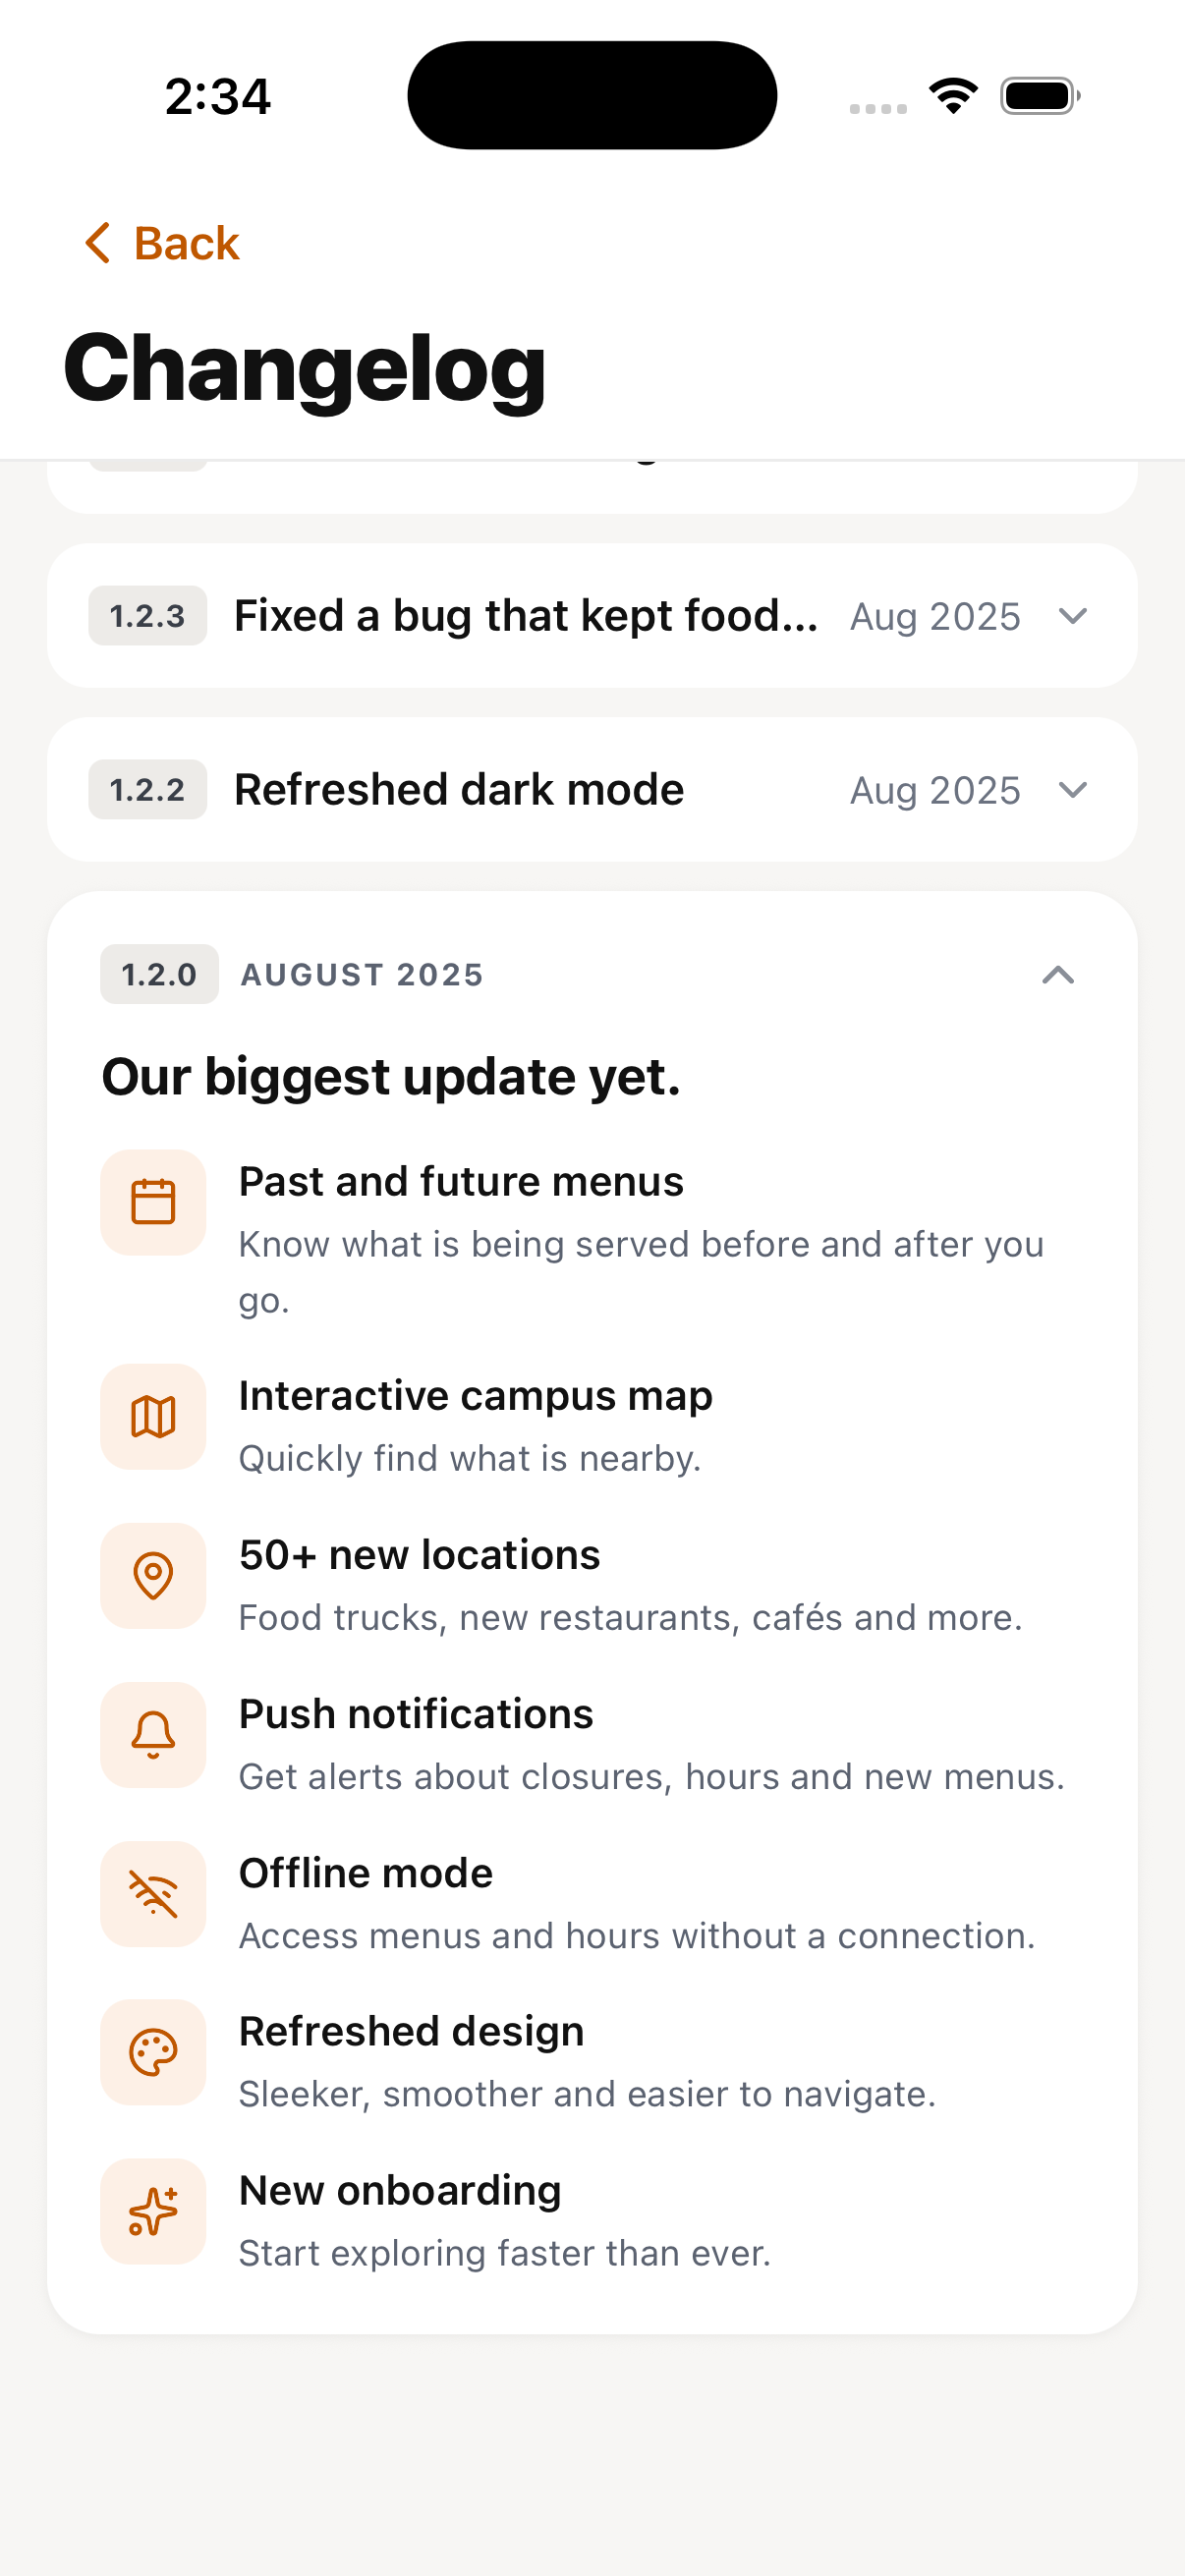 2:34
Back
Changelog
1.2.3 Fixed a bug that kept food... Aug 2025
1.2.2 Refreshed dark mode Aug 2025
1.2.0 AUGUST 2025
Our biggest update yet.
Past and future menus
Know what is being served before and after you
go.
Interactive campus map
Quickly find what is nearby.
50+ new locations
Food trucks, new restaurants, cafés and more.
Push notifications
Get alerts about closures, hours and new menus.
Offline mode
Access menus and hours without a connection.
Refreshed design
Sleeker, smoother and easier to navigate.
New onboarding
Start exploring faster than ever.